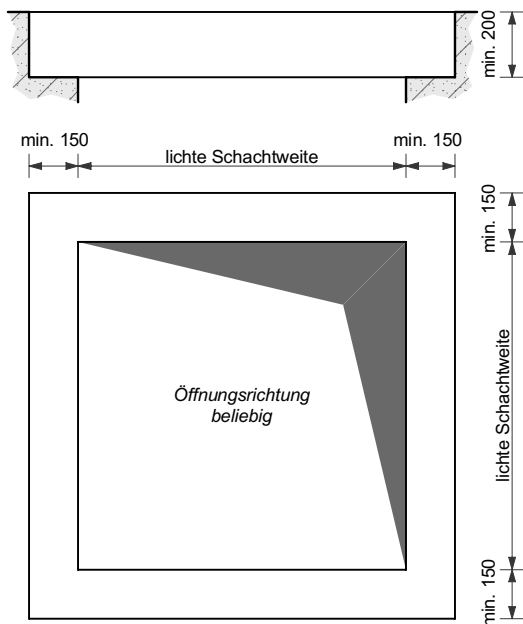 min. 200
min. 150
lichte Schachtweite
min. 150
min. 150
Öffnungsrichtung
beliebig
lichte Schachtweite
min. 150